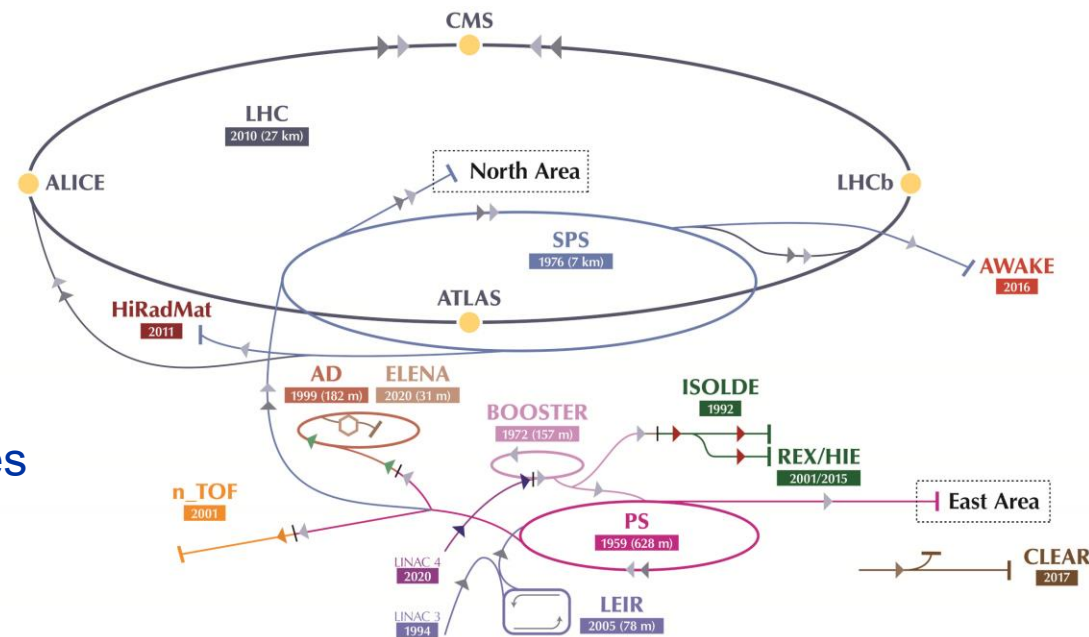 CMS
LHC
2010 (27 km)
North Area
ALICE
LHCb
SPS
1976 (7 km)
AWAKE
2016
ATLAS
HiRadMat
2011
AD
1999 (182 m)
ELENA
2020 (31 m)
ISOLDE
1992
BOOSTER
1972 (157 m)
REX/HIE
2001/2015
es
n_TOF
2001
East Area
PS
1959 (628 m)
LINAC 4
2020
CLEAR
2017
LINAC 3
1994
LEIR
2005 (78 m)